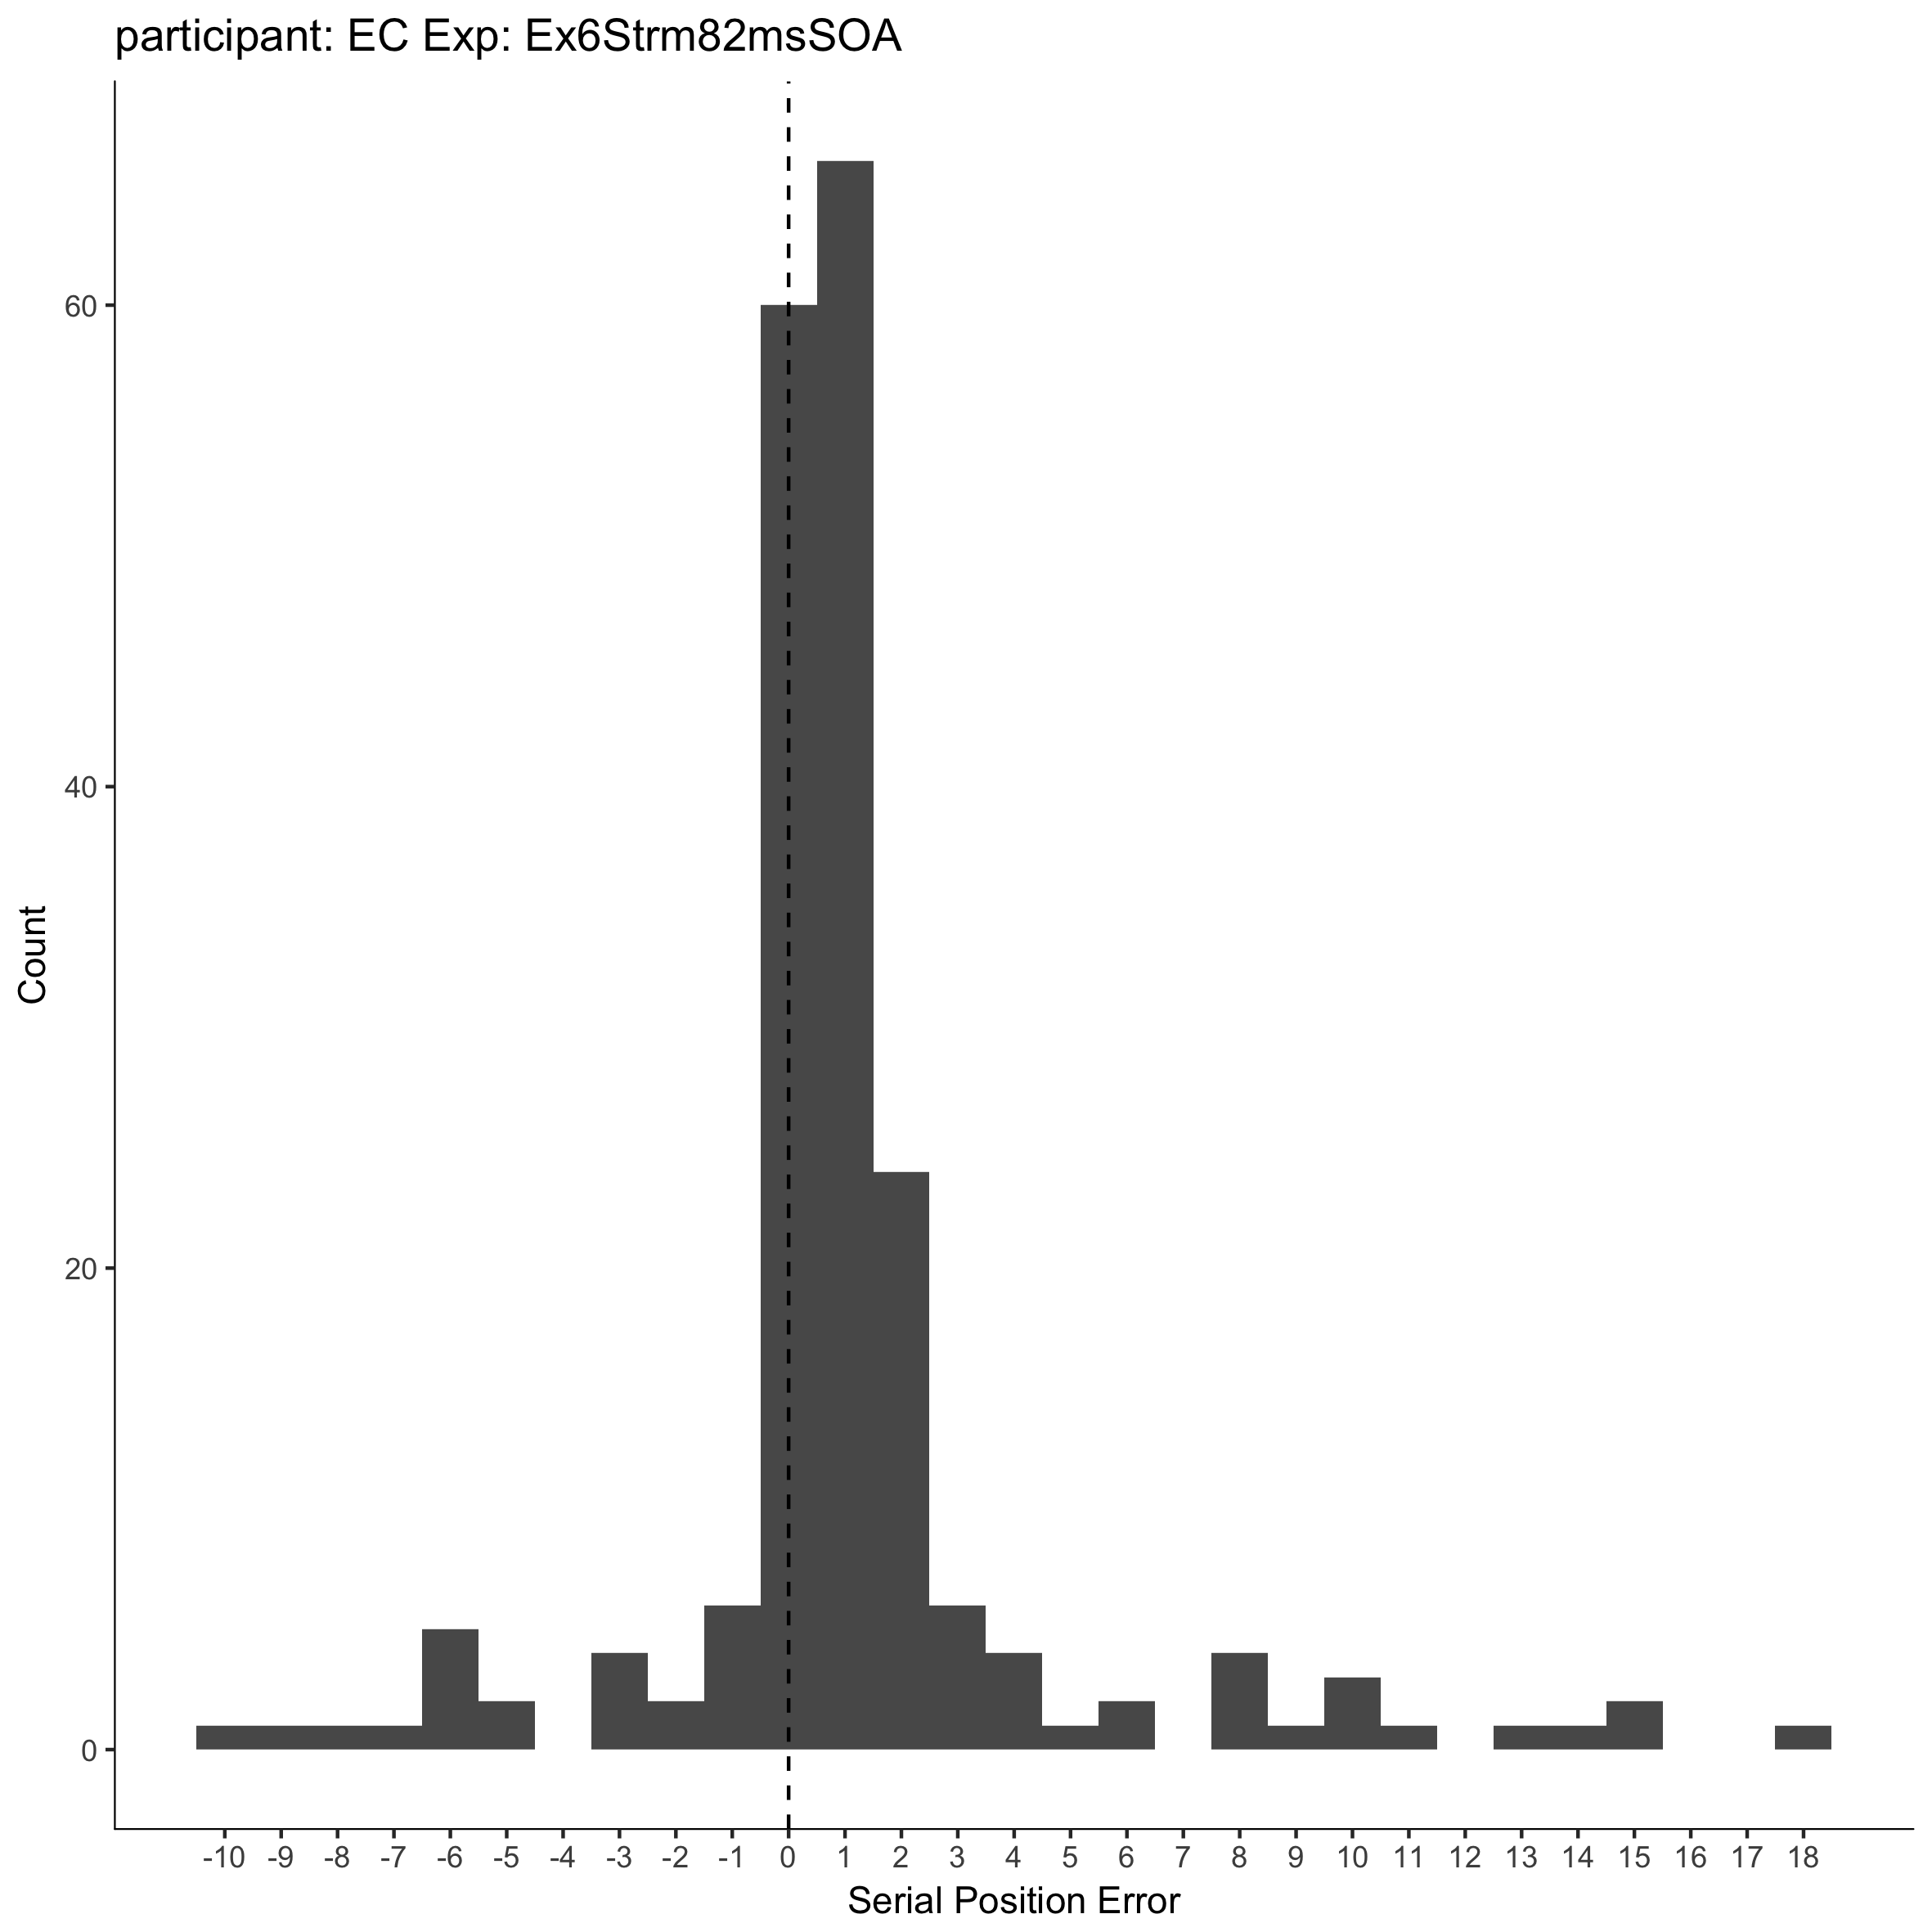 participant: EC Exp: Ex6Strm82msSOA
60
40
20
0
Count
-10 -9 -8 -7 -6 -5 -4 -3 -2 -1 0 1 2 3 4 5 6 7 8 9 10 11 12 13 14 15 16 17 18
Serial Position Error